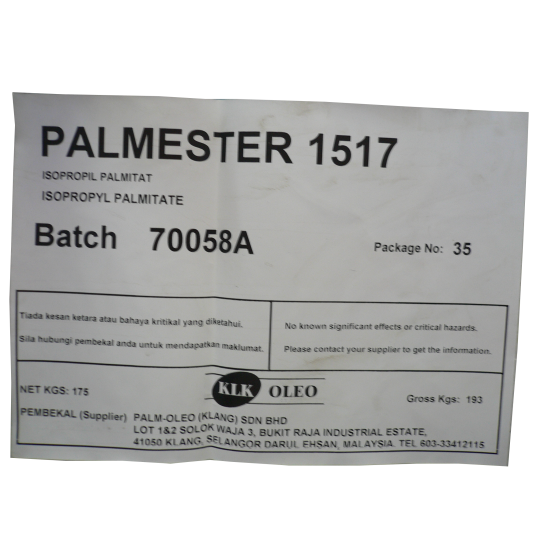 PALMESTER 1517
ISOPROPIL PALMITAT
ISOPROPYL PALMITATE
Batch 70058A
Package No: 35
Tiada kesan ketara atau bahaya kritikal yang diketahui.
Sila hubungi pembekal anda untuk mendapatkan maklumat.
No known significant effects or critical hazards.
Please contact your supplier to get the information.
NET KGS: 175
KLK OLEO
Gross Kgs: 193
PEMBEKAL (Supplier) PALM-OLEO (KLANG) SDN BHD
LOT 1&2 SOLOK WAJA 3, BUKIT RAJA INDUSTRIAL ESTATE,
41050 KLANG, SELANGOR DARUL EHSAN, MALAYSIA. TEL 603-33412115